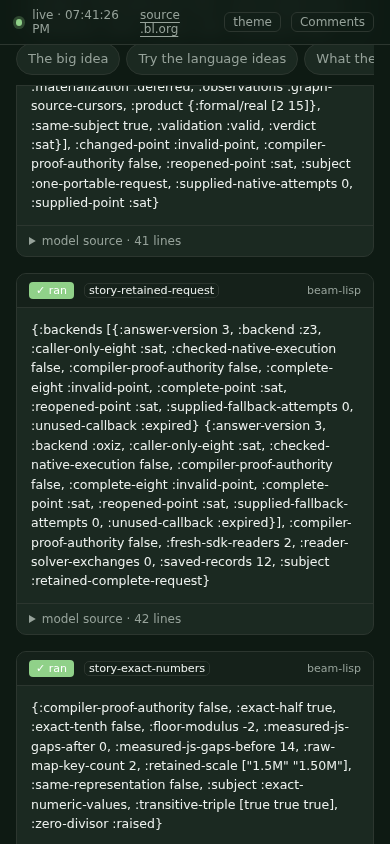 live · 07:41:26 PM
source .bl.org
theme
Comments
The big idea
Try the language ideas
What the
:materialization :deferred, :observations :graph-
source-cursors, :product {:formal/real [2 15]},
:same-subject true, :validation :valid, :verdict
:sat}], :changed-point :invalid-point, :compiler-
proof-authority false, :reopened-point :sat, :subject
:one-portable-request, :supplied-native-attempts 0,
:supplied-point :sat}
▶ model source · 41 lines
✓ ran
story-retained-request
beam-lisp
{:backends [{:answer-version 3, :backend :z3,
:caller-only-eight :sat, :checked-native-execution
false, :compiler-proof-authority false, :complete-
eight :invalid-point, :complete-point :sat,
:reopened-point :sat, :supplied-fallback-attempts 0,
:unused-callback :expired} {:answer-version 3,
:backend :oxiz, :caller-only-eight :sat, :checked-
native-execution false, :compiler-proof-authority
false, :complete-eight :invalid-point, :complete-
point :sat, :reopened-point :sat, :supplied-fallback-
attempts 0, :unused-callback :expired}], :compiler-
proof-authority false, :fresh-sdk-readers 2, :reader-
solver-exchanges 0, :saved-records 12, :subject
:retained-complete-request}
▶ model source · 42 lines
✓ ran
story-exact-numbers
beam-lisp
{:compiler-proof-authority false, :exact-half true,
:exact-tenth false, :floor-modulus -2, :measured-js-
gaps-after 0, :measured-js-gaps-before 14, :raw-
map-key-count 2, :retained-scale ["1.5M" "1.50M"],
:same-representation false, :subject :exact-
numeric-values, :transitive-triple [true true true],
:zero-divisor :raised}